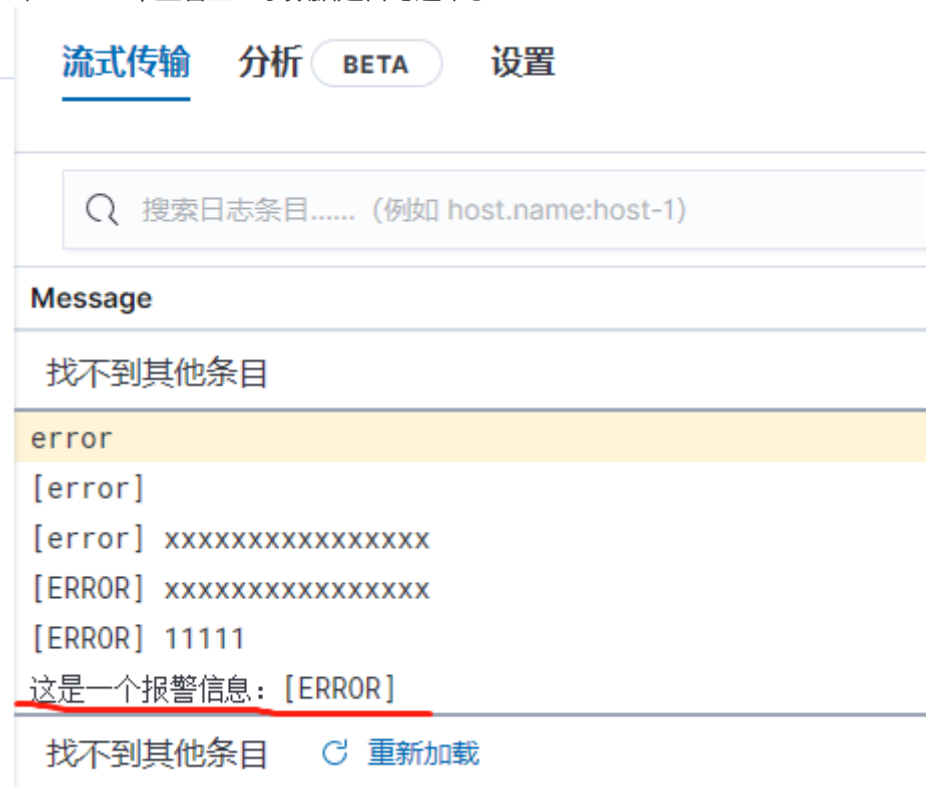 流式传输 分析 BETA 设置
搜索日志条目...... (例如 host.name:host-1)
Message
找不到其他条目
error
[error]
[error] xxxxxxxxxxxxxxxx
[ERROR] xxxxxxxxxxxxxxxx
[ERROR] 11111
这是一个报警信息：[ERROR]
找不到其他条目 重新加载